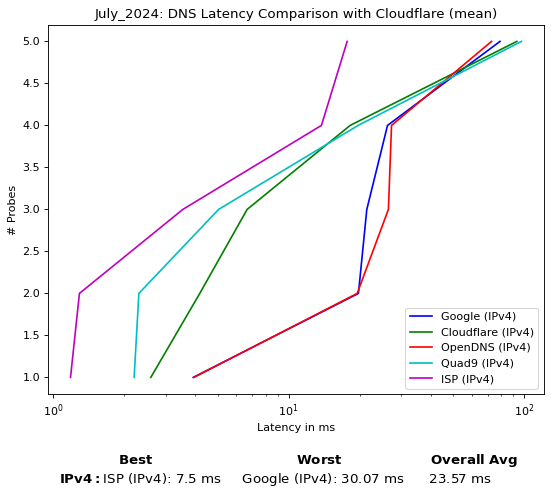 July_2024: DNS Latency Comparison with Cloudflare (mean)
5.0
4.5
4.0
3.5
3.0
2.5
2.0
1.5
1.0
# Probes
Google (IPv4)
Cloudflare (IPv4)
OpenDNS (IPv4)
Quad9 (IPv4)
ISP (IPv4)
10⁰ 10¹ 10²
Latency in ms
Best Worst Overall Avg
IPv4: ISP (IPv4): 7.5 ms Google (IPv4): 30.07 ms 23.57 ms